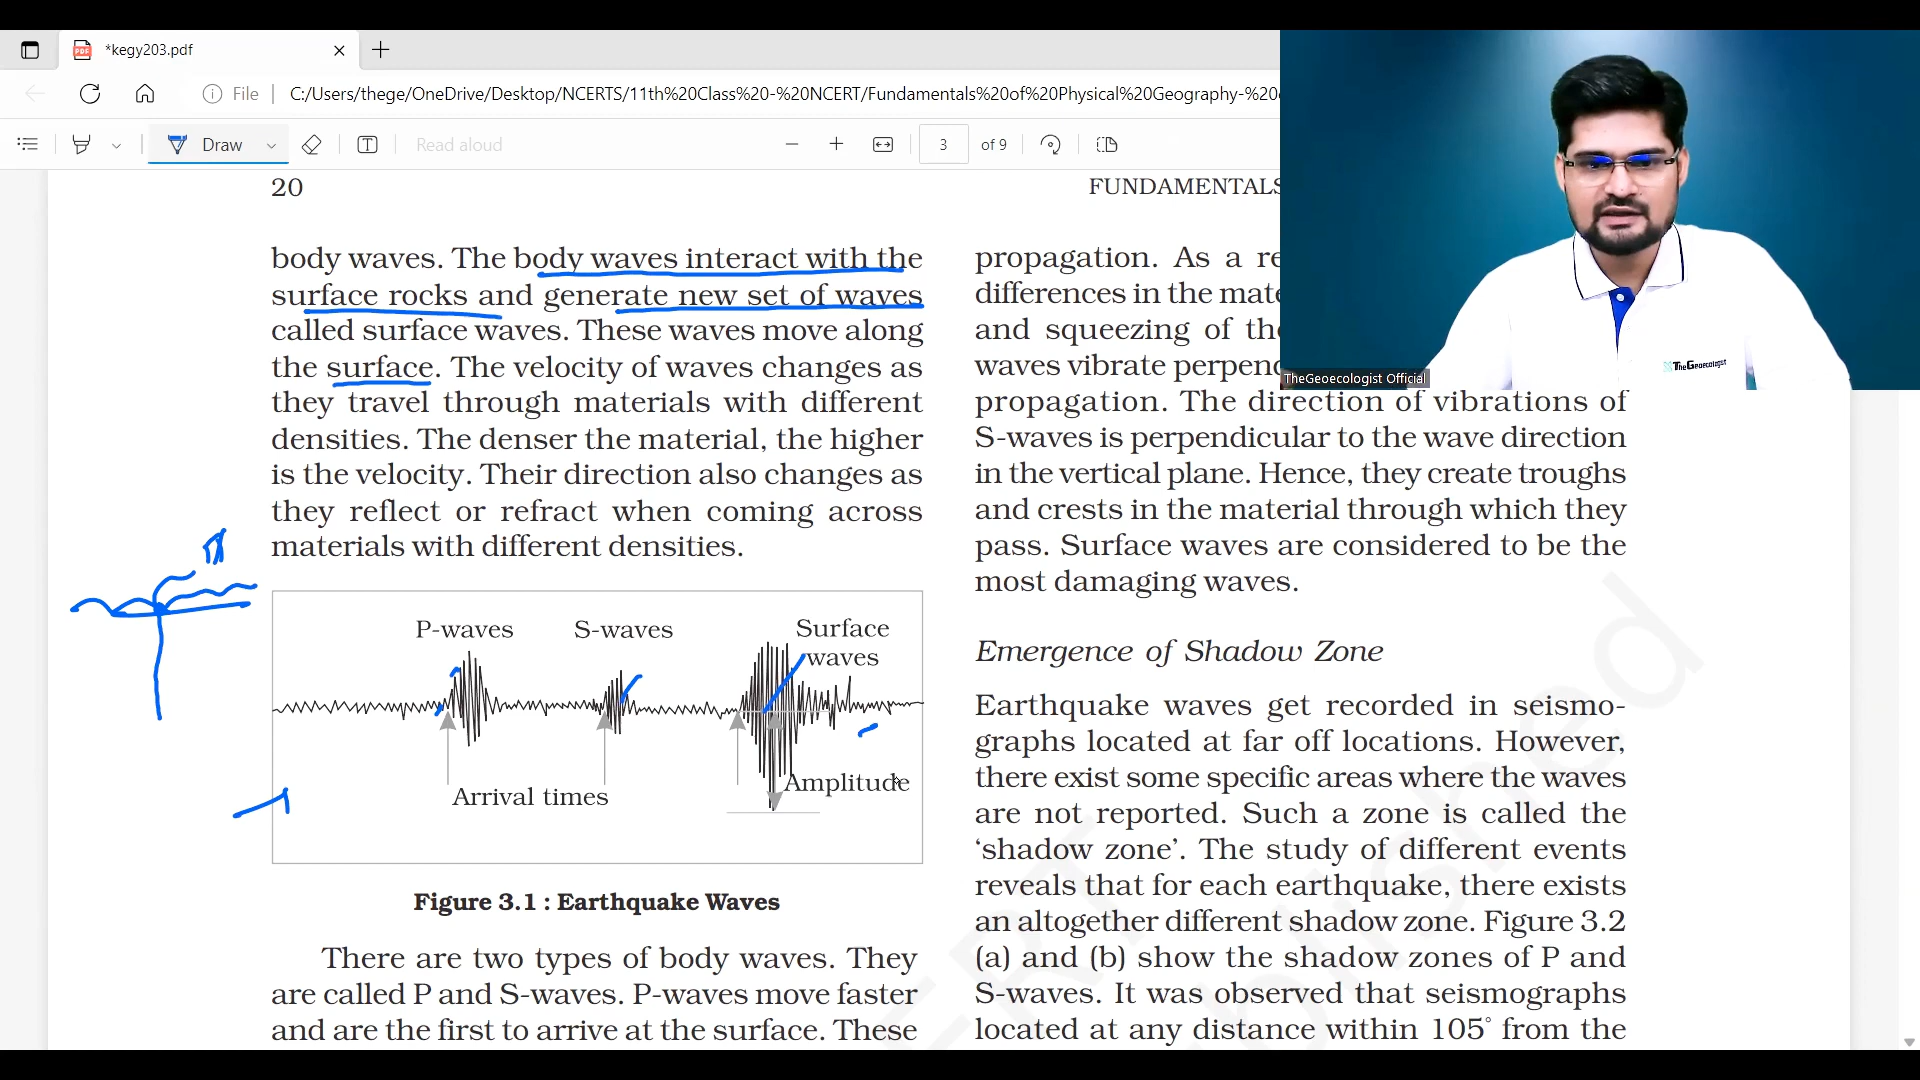 *kegy203.pdf
File
C:/Users/thege/OneDrive/Desktop/NCERTS/11th%20Class%20-%20NCERT/Fundamentals%20of%20Physical%20Geography-%20
Draw
Read aloud
3
of 9
20
FUNDAMENTALS
body waves. The body waves interact with the
surface rocks and generate new set of waves
called surface waves. These waves move along
the surface. The velocity of waves changes as
they travel through materials with different
densities. The denser the material, the higher
is the velocity. Their direction also changes as
they reflect or refract when coming across
materials with different densities.
P-waves
S-waves
Surface
waves
Arrival times
Amplitude
Figure 3.1 : Earthquake Waves
There are two types of body waves. They
are called P and S-waves. P-waves move faster
and are the first to arrive at the surface. These
propagation. As a re
differences in the mate
and squeezing of the
waves vibrate perpend
propagation. The direction of vibrations of
S-waves is perpendicular to the wave direction
in the vertical plane. Hence, they create troughs
and crests in the material through which they
pass. Surface waves are considered to be the
most damaging waves.
Emergence of Shadow Zone
Earthquake waves get recorded in seismo-
graphs located at far off locations. However,
there exist some specific areas where the waves
are not reported. Such a zone is called the
‘shadow zone’. The study of different events
reveals that for each earthquake, there exists
an altogether different shadow zone. Figure 3.2
(a) and (b) show the shadow zones of P and
S-waves. It was observed that seismographs
located at any distance within 105° from the
TheGeoecologist
TheGeoecologist Official